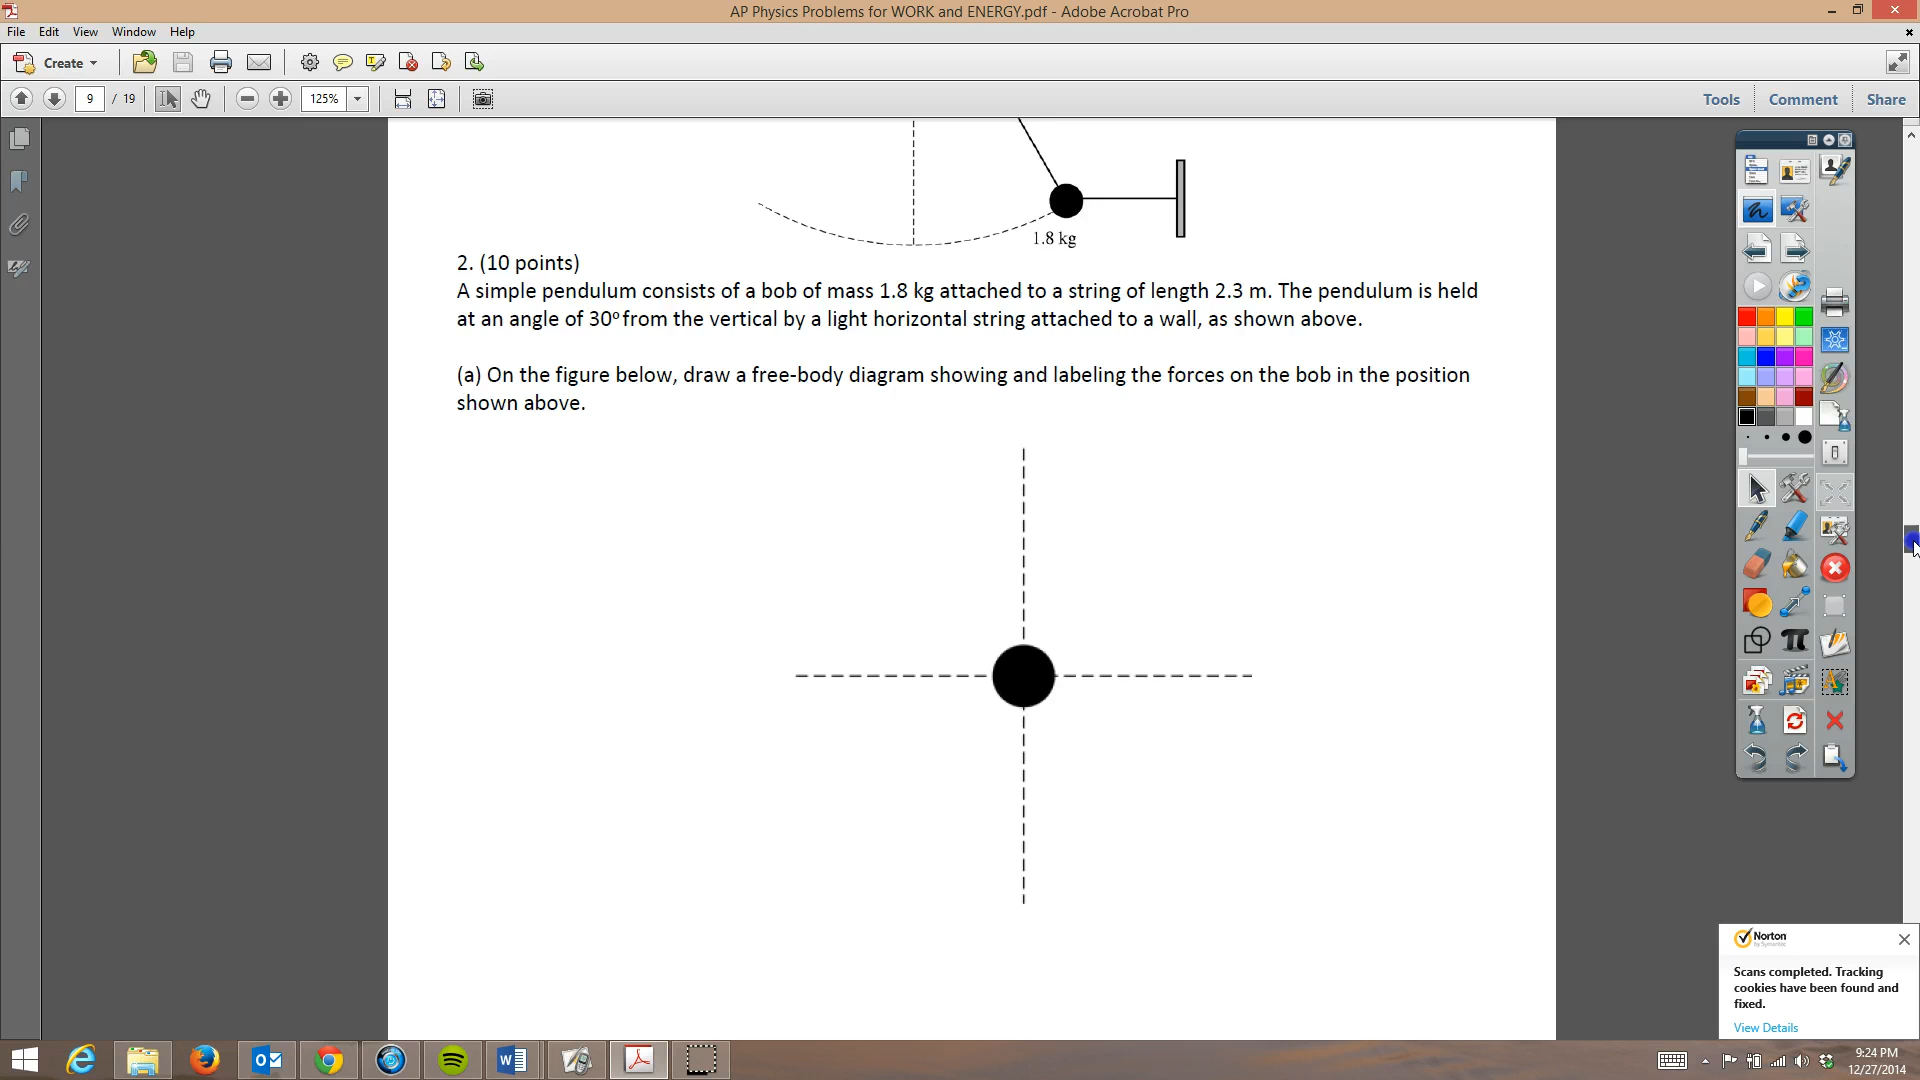 AP Physics Problems for WORK and ENERGY.pdf - Adobe Acrobat Pro
File Edit View Window Help
Create
9 / 19 125% Tools Comment Share
1.8 kg
2. (10 points)
A simple pendulum consists of a bob of mass 1.8 kg attached to a string of length 2.3 m. The pendulum is held
at an angle of 30° from the vertical by a light horizontal string attached to a wall, as shown above.
(a) On the figure below, draw a free-body diagram showing and labeling the forces on the bob in the position
shown above.
Norton
by Symantec
Scans completed. Tracking
cookies have been found and
fixed.
View Details
9:24 PM
12/27/2014